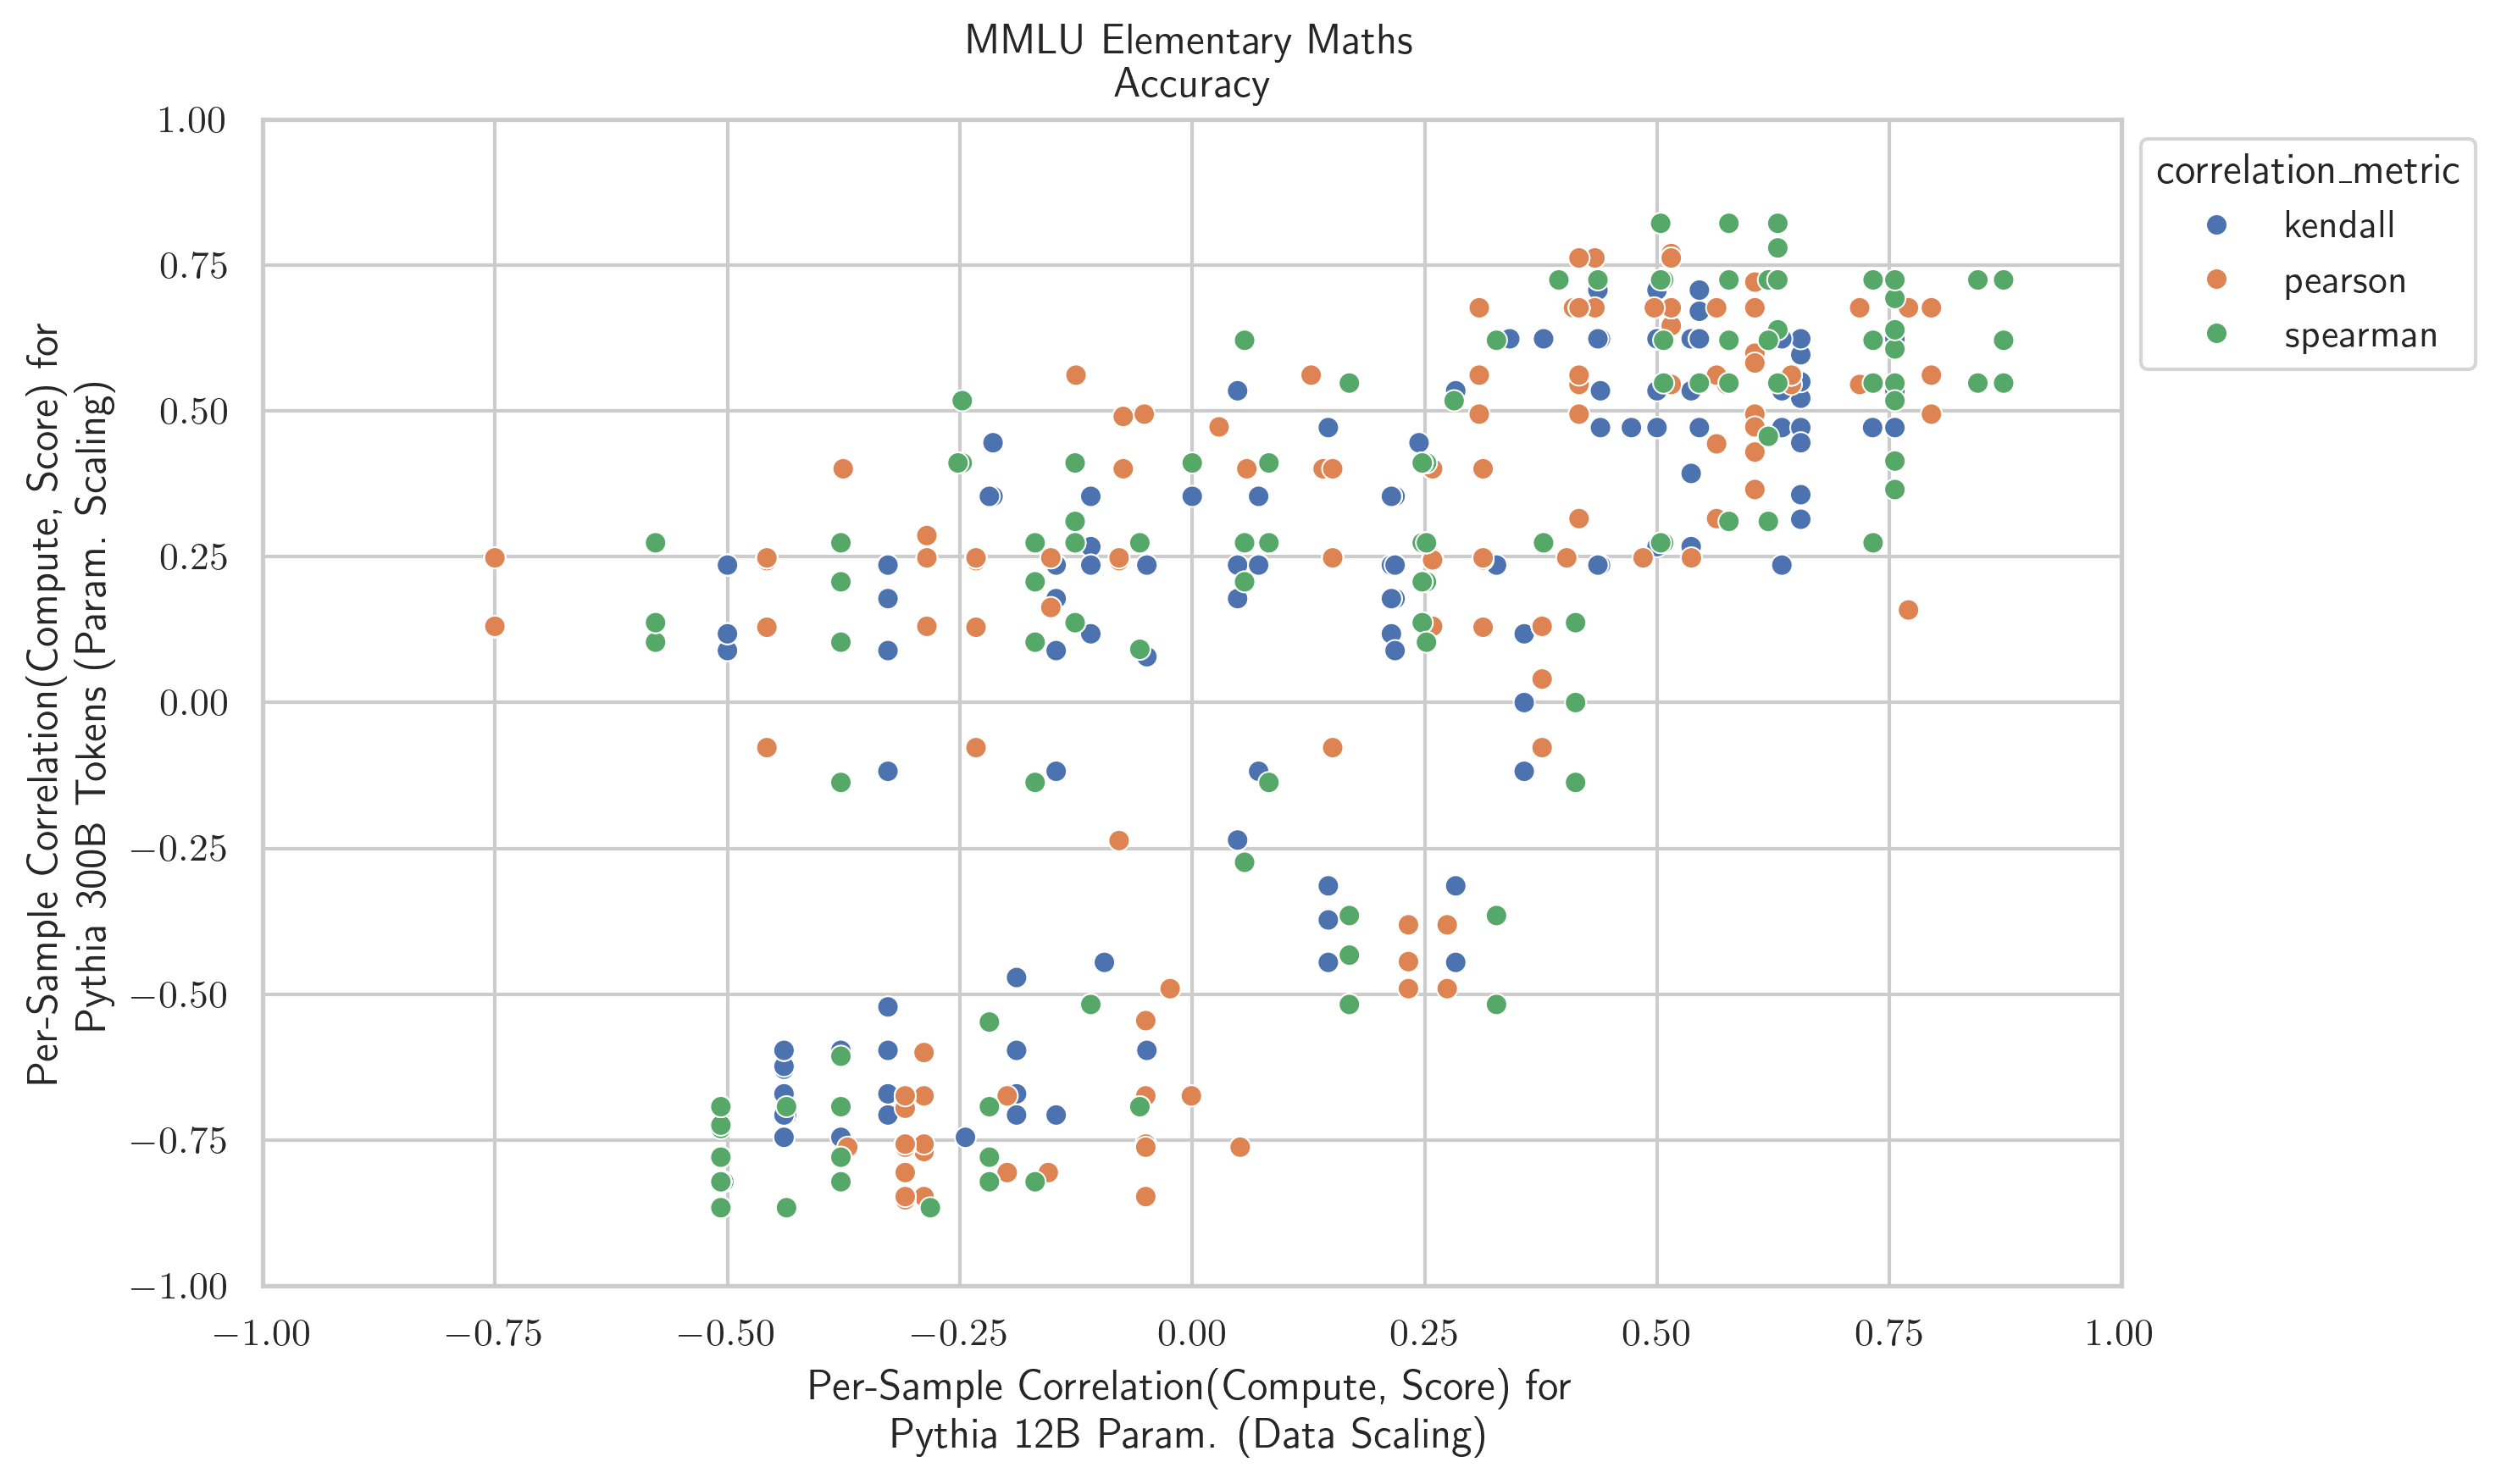 MMLU Elementary Maths
Accuracy
Per-Sample Correlation(Compute, Score) for
Pythia 300B Tokens (Param. Scaling)
1.00
0.75
0.50
0.25
0.00
−0.25
−0.50
−0.75
−1.00
−1.00 −0.75 −0.50 −0.25 0.00 0.25 0.50 0.75 1.00
Per-Sample Correlation(Compute, Score) for
Pythia 12B Param. (Data Scaling)
correlation_metric
kendall
pearson
spearman